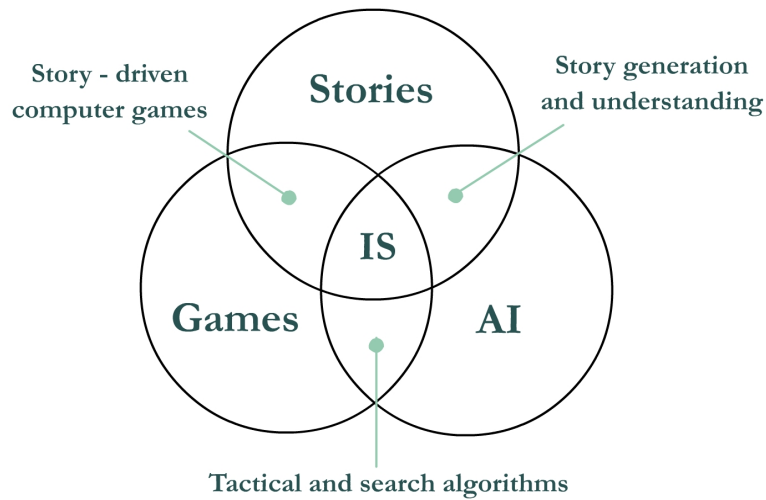 Stories
Story - driven
computer games
Story generation
and understanding
IS
Games
AI
Tactical and search algorithms